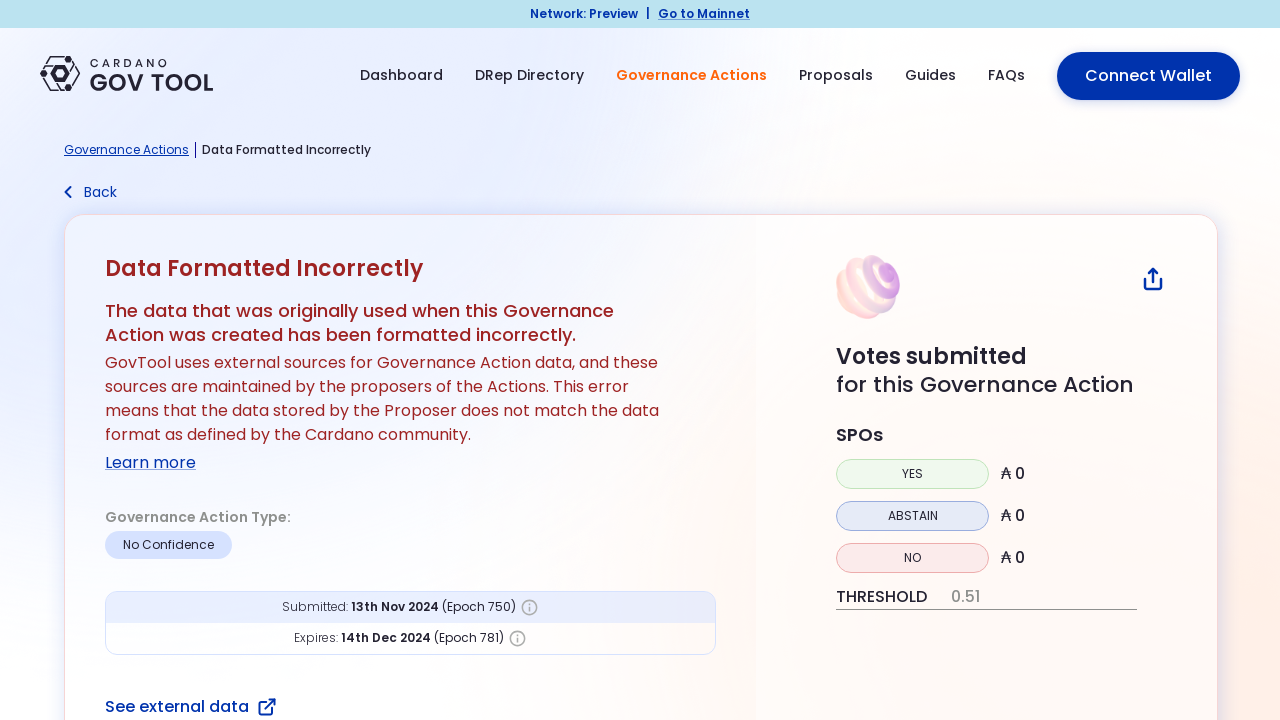 Network: Preview | Go to Mainnet
CARDANO
GOV TOOL
Dashboard
DRep Directory
Governance Actions
Proposals
Guides
FAQs
Connect Wallet
Governance Actions | Data Formatted Incorrectly
Back
Data Formatted Incorrectly
The data that was originally used when this Governance
Action was created has been formatted incorrectly.
GovTool uses external sources for Governance Action data, and these
sources are maintained by the proposers of the Actions. This error
means that the data stored by the Proposer does not match the data
format as defined by the Cardano community.
Learn more
Governance Action Type:
No Confidence
Submitted: 13th Nov 2024 (Epoch 750)
Expires: 14th Dec 2024 (Epoch 781)
See external data
Votes submitted
for this Governance Action
SPOs
YES ₳ 0
ABSTAIN ₳ 0
NO ₳ 0
THRESHOLD 0.51